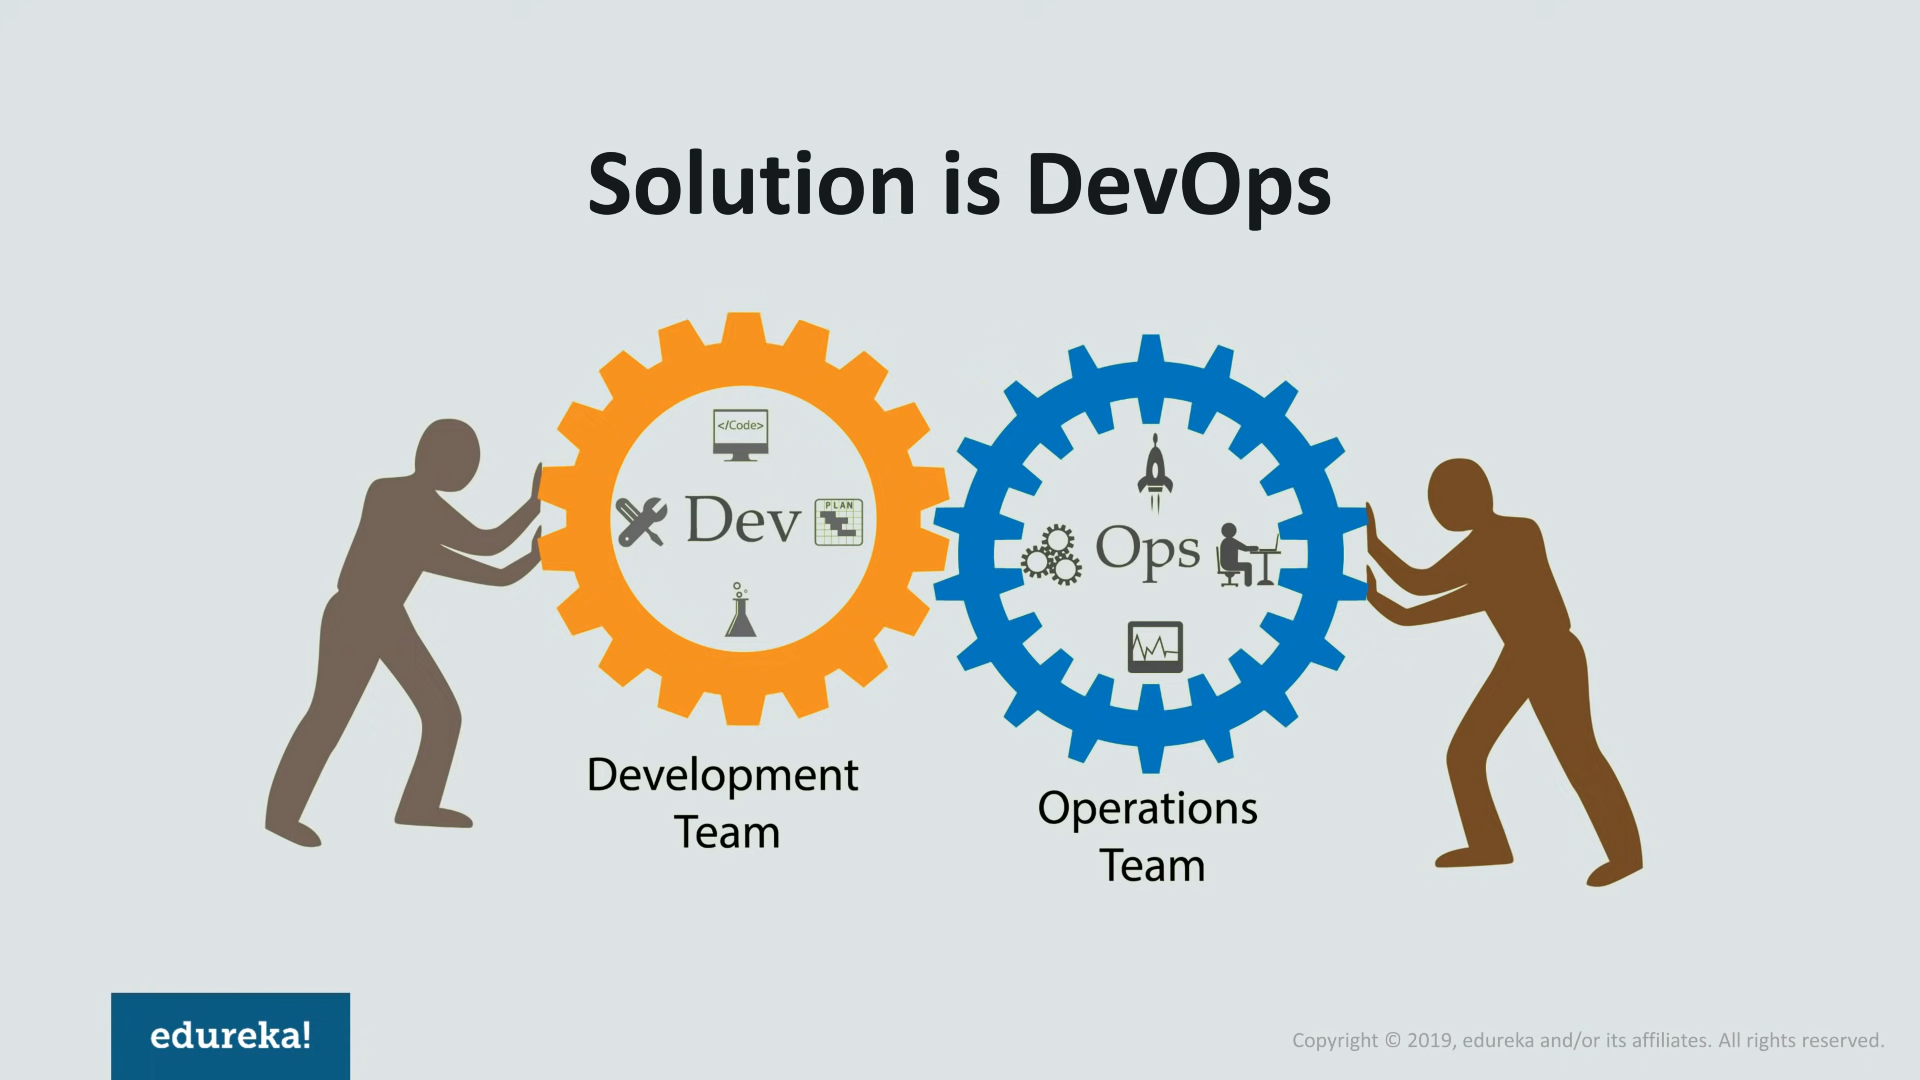 Solution is DevOps
</Code>
Dev
PLAN
Ops
Development
Team
Operations
Team
edureka!
Copyright © 2019, edureka and/or its affiliates. All rights reserved.